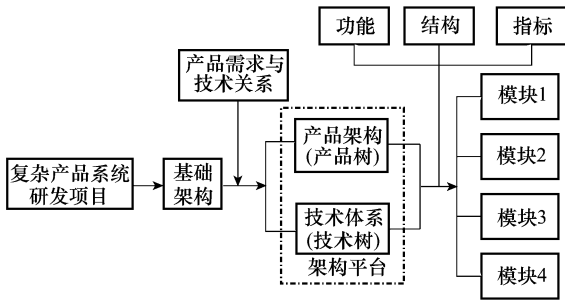 功能
结构
指标
产品需求与
技术关系
模块1
产品架构
(产品树)
复杂产品系统
研发项目
基础
架构
模块2
技术体系
(技术树)
模块3
架构平台
模块4